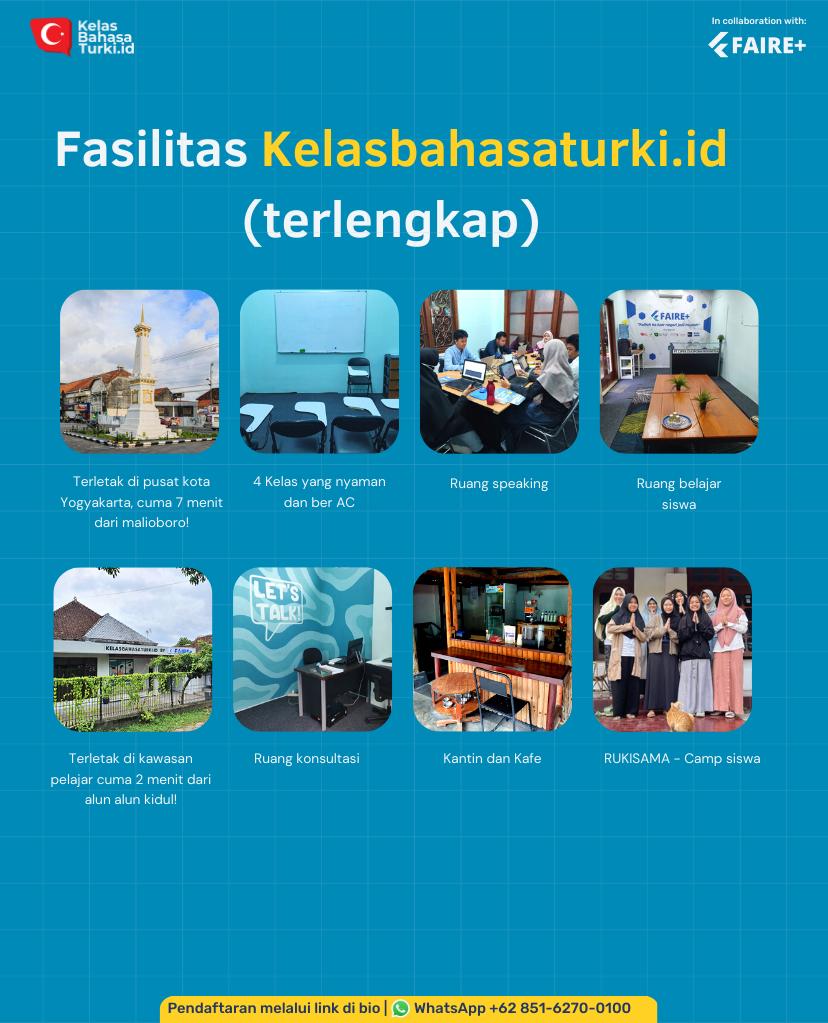 Kelas
Bahasa
Turki.id
In collaboration with:
FAIRE+
Fasilitas Kelasbahasaturki.id
(terlengkap)
FAIRE+
Terletak di pusat kota
Yogyakarta, cuma 7 menit
dari malioboro!
4 Kelas yang nyaman
dan ber AC
Ruang speaking
Ruang belajar
siswa
KELASBAHASATURKI.ID BY
LET'S
TALK!
Terletak di kawasan
pelajar cuma 2 menit dari
alun alun kidul!
Ruang konsultasi
Kantin dan Kafe
RUKISAMA - Camp siswa
Pendaftaran melalui link di bio | WhatsApp +62 851-6270-0100